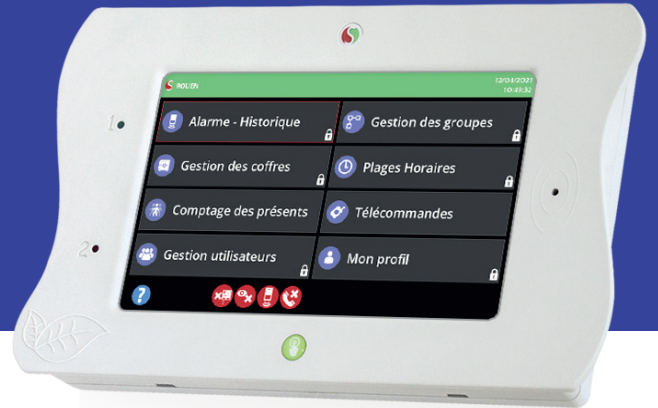 ROUEN
12/04/2021
10:49:32
Alarme - Historique
Gestion des groupes
Gestion des coffres
Plages Horaires
Comptage des présents
Télécommandes
Gestion utilisateurs
Mon profil
?
1
2